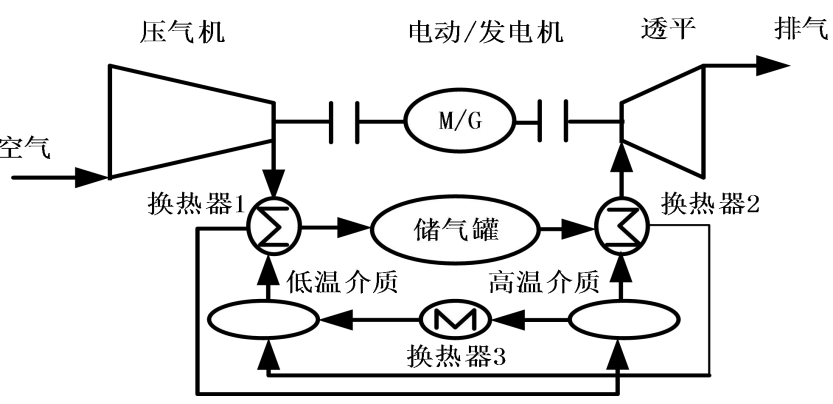 压气机
电动/发电机
透平
排气
M/G
空气
换热器1
换热器2
储气罐
低温介质
高温介质
换热器3